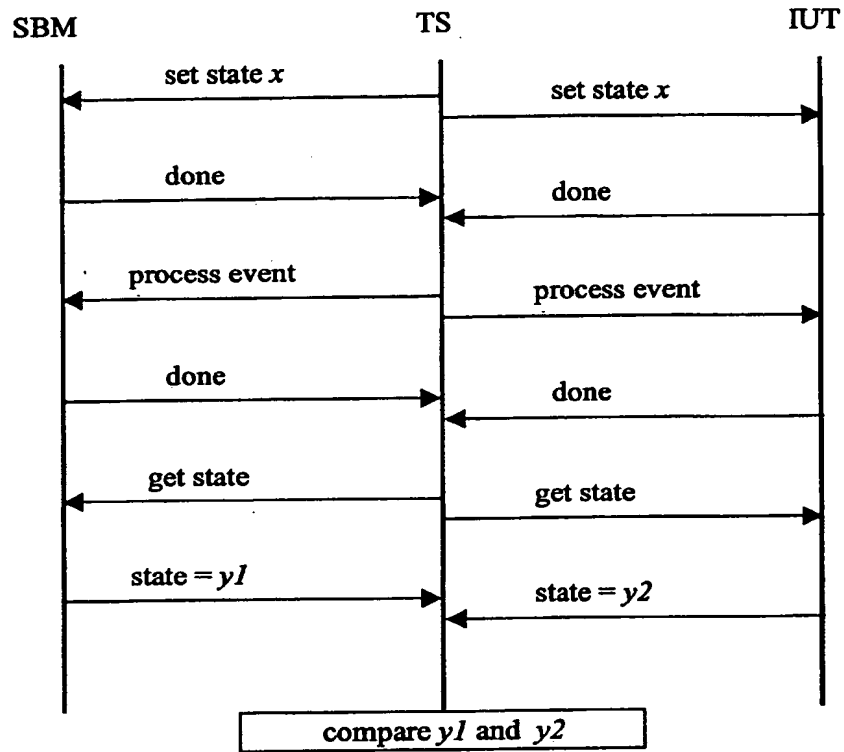 SBM TS IUT
set state x
set state x
done
done
process event
process event
done
done
get state
get state
state = y1
state = y2
compare y1 and y2